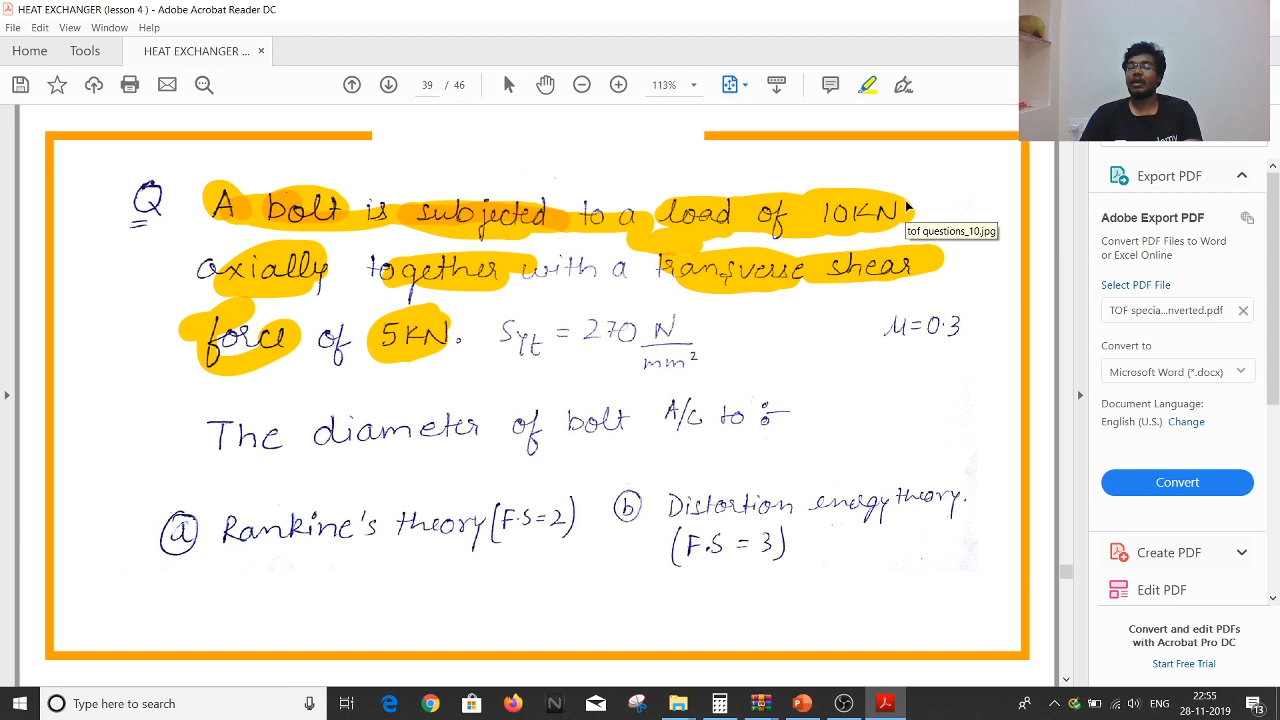 HEAT EXCHANGER (lesson 4 ) - Adobe Acrobat Reader DC
File Edit View Window Help
Home Tools HEAT EXCHANGER ... ×
39 / 46 113%
Q A bolt is subjected to a load of 10KN
tof questions_10.jpg
axially together with a transverse shear
force of 5KN. Syt = 270 N/mm² μ=0.3
The diameter of bolt A/C to :-
(a) Rankine's theory (F.S=2) (b) Distortion energy theory.
(F.S = 3)
Export PDF
Adobe Export PDF
Convert PDF Files to Word
or Excel Online
Select PDF File
TOF specia...nverted.pdf
Convert to
Microsoft Word (*.docx)
Document Language:
English (U.S.) Change
Convert
Create PDF
Edit PDF
Convert and edit PDFs
with Acrobat Pro DC
Start Free Trial
Type here to search
ENG
22:55
28-11-2019
13